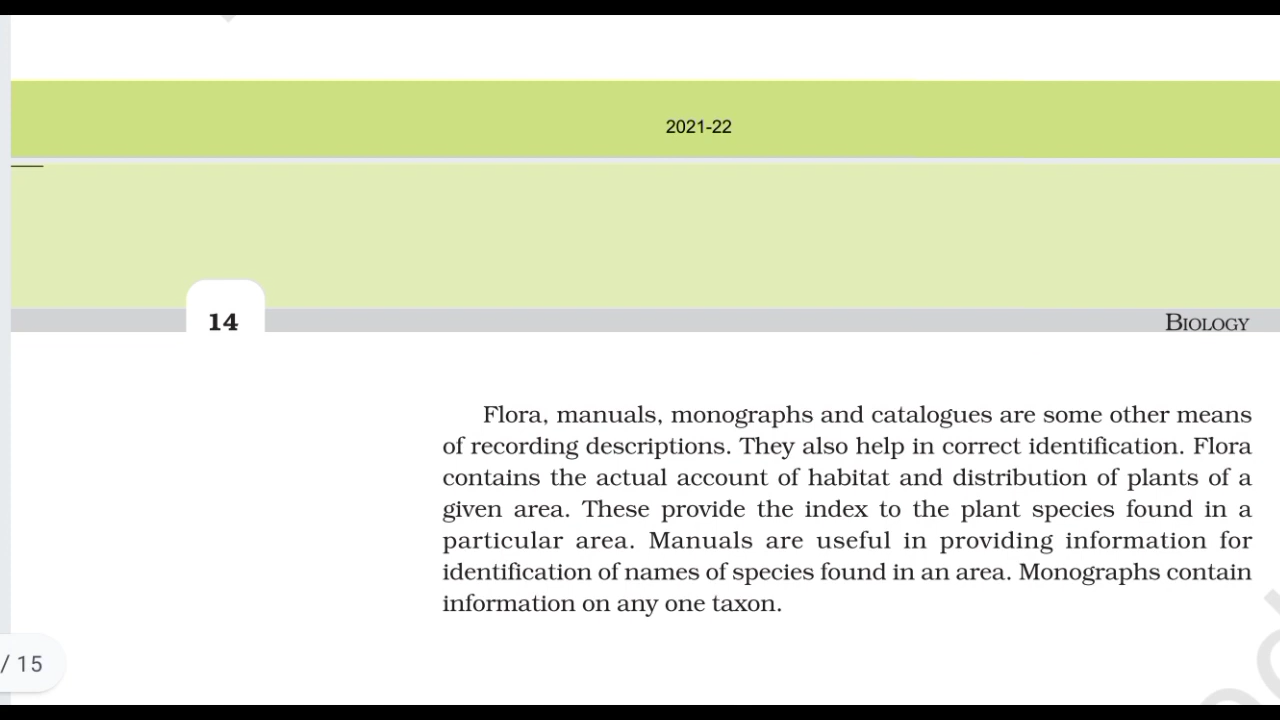 2021-22
14
BIOLOGY
Flora, manuals, monographs and catalogues are some other means
of recording descriptions. They also help in correct identification. Flora
contains the actual account of habitat and distribution of plants of a
given area. These provide the index to the plant species found in a
particular area. Manuals are useful in providing information for
identification of names of species found in an area. Monographs contain
information on any one taxon.
/ 15